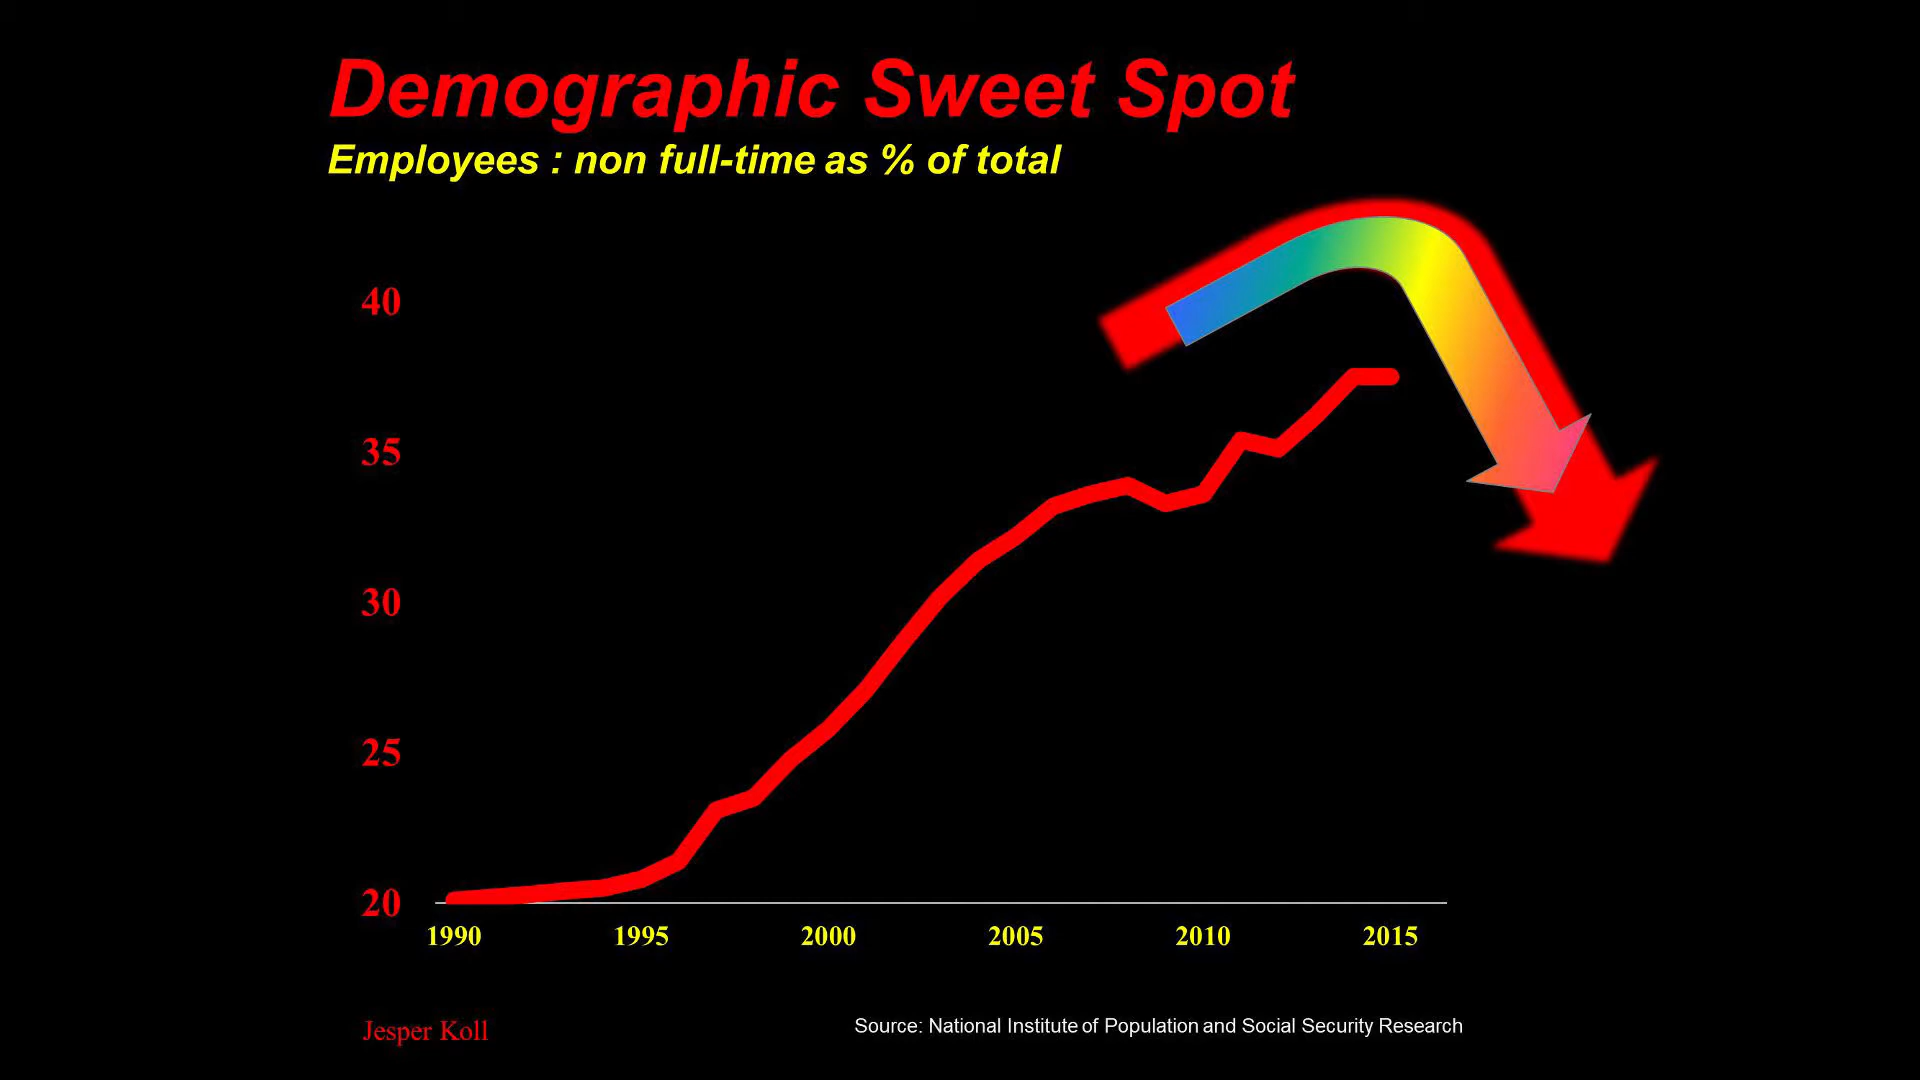 Demographic Sweet Spot
Employees : non full-time as % of total
40
35
30
25
20
1990 1995 2000 2005 2010 2015
Jesper Koll
Source: National Institute of Population and Social Security Research